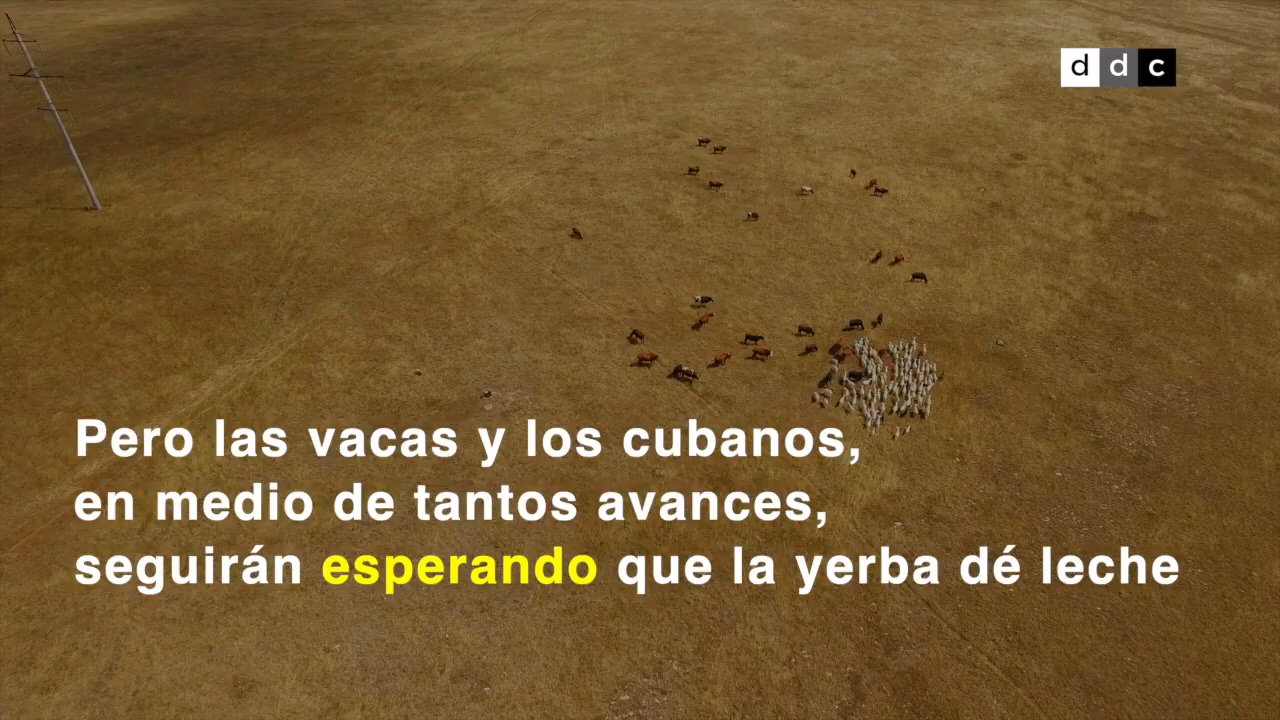 ddc
Pero las vacas y los cubanos,
en medio de tantos avances,
seguirán esperando que la yerba dé leche